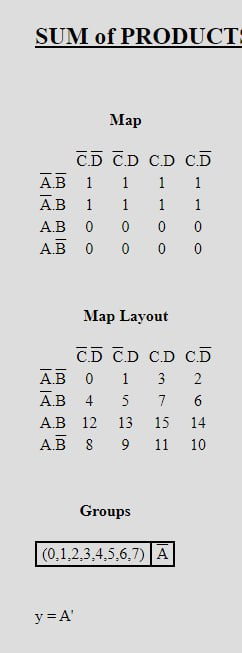 SUM of PRODUCTS
Map
C̅.D̅ C̅.D C.D C.D̅
A̅.B̅ 1 1 1 1
A̅.B 1 1 1 1
A.B 0 0 0 0
A.B̅ 0 0 0 0
Map Layout
C̅.D̅ C̅.D C.D C.D̅
A̅.B̅ 0 1 3 2
A̅.B 4 5 7 6
A.B 12 13 15 14
A.B̅ 8 9 11 10
Groups
(0,1,2,3,4,5,6,7) A̅
y = A'